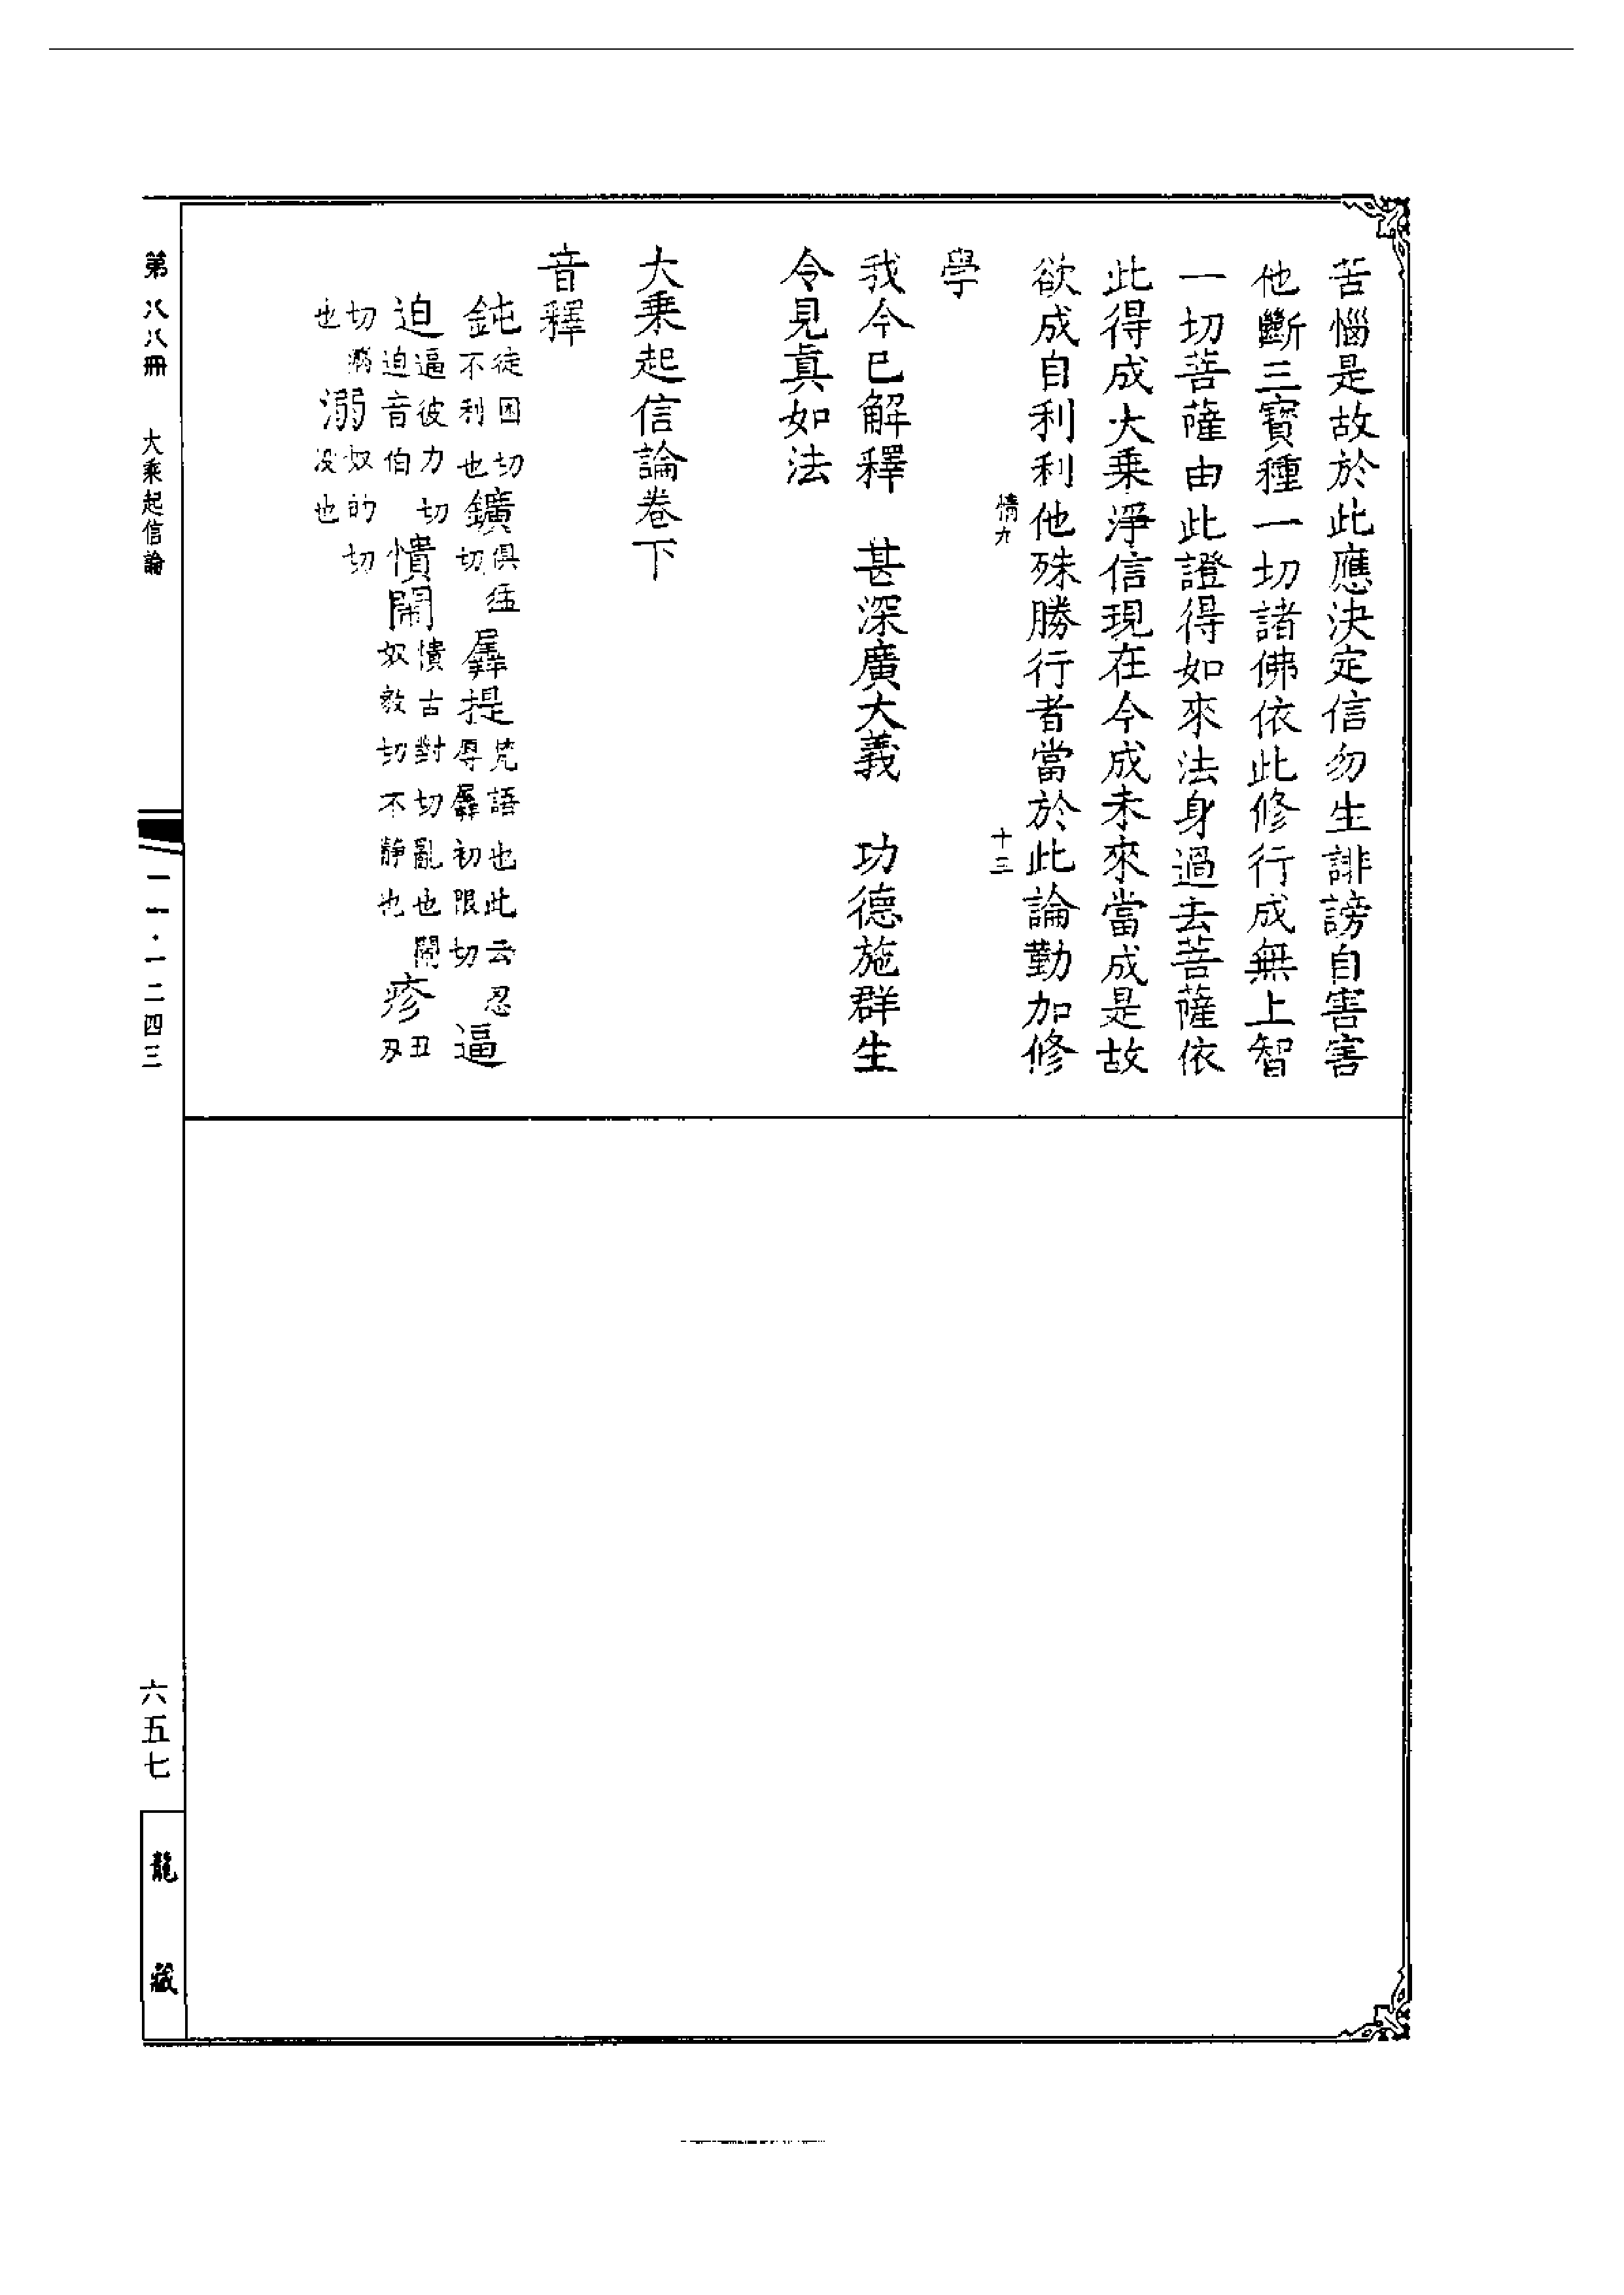 苦惱是故於此應決定信勿生誹謗自害害
他斷三寶種一切諸佛依此修行成無上智
一切菩薩由此證得如來法身過去菩薩依
此得成大乘淨信現在今成未來當成是故
欲成自利利他殊勝行者當於此論勤加修
情九 十三
學
我今已解釋 甚深廣大義 功德施群生
令見真如法
大乘起信論卷下
音釋
鈍徒困切不利也鑛俱猛切羼提梵語也此云忍辱羼初限切逼
迫逼彼力切迫音伯憒閙憒古對切亂也閙奴教切不靜也疹丑刃
切也溺奴的切没也
第八八冊 大乘起信論 一一·一二四三 六五七 龍藏